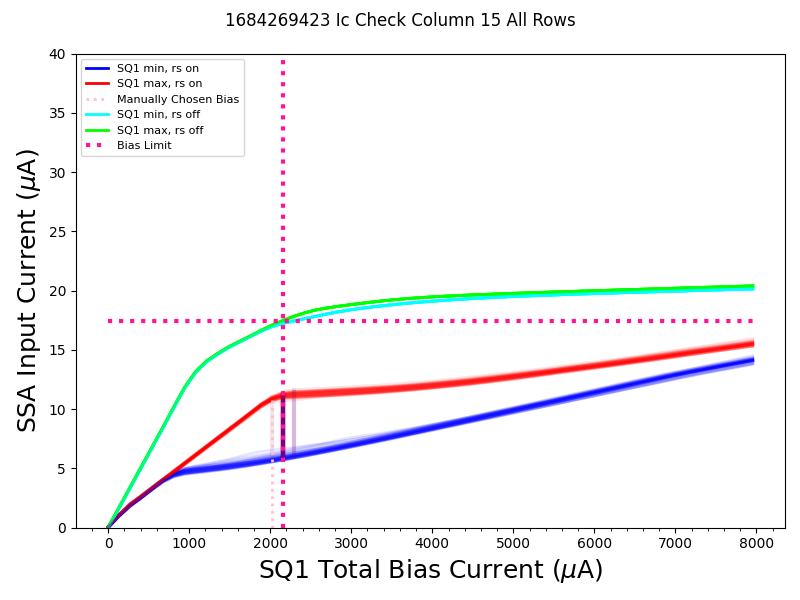 1684269423 Ic Check Column 15 All Rows
40
35
30
25
20
15
10
5
0
SSA Input Current (μA)
SQ1 min, rs on
SQ1 max, rs on
Manually Chosen Bias
SQ1 min, rs off
SQ1 max, rs off
Bias Limit
0 1000 2000 3000 4000 5000 6000 7000 8000
SQ1 Total Bias Current (μA)